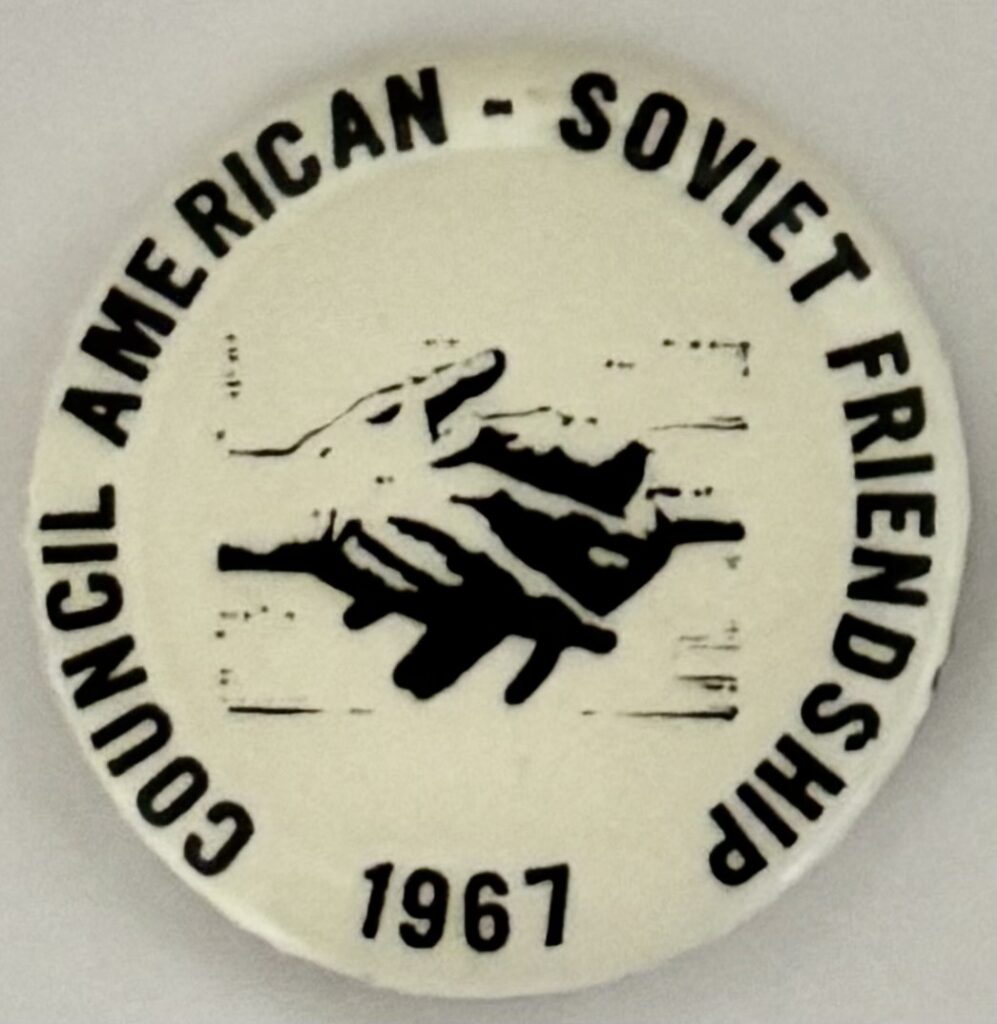 COUNCIL AMERICAN - SOVIET FRIENDSHIP
1967